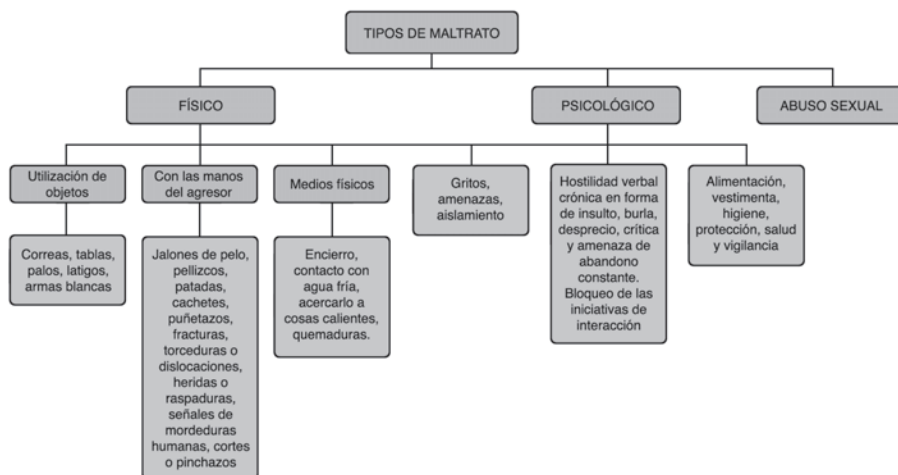 TIPOS DE MALTRATO
FÍSICO
PSICOLÓGICO
ABUSO SEXUAL
Utilización de
objetos
Con las manos
del agresor
Medios físicos
Gritos,
amenazas,
aislamiento
Hostilidad verbal
crónica en forma
de insulto, burla,
desprecio, crítica
y amenaza de
abandono
constante.
Bloqueo de las
iniciativas de
interacción
Alimentación,
vestimenta,
higiene,
protección, salud
y vigilancia
Correas, tablas,
palos, latigos,
armas blancas
Jalones de pelo,
pellizcos,
patadas,
cachetes,
puñetazos,
fracturas,
torceduras o
dislocaciones,
heridas o
raspaduras,
señales de
mordeduras
humanas, cortes
o pinchazos
Encierro,
contacto con
agua fría,
acercarlo a
cosas calientes,
quemaduras.